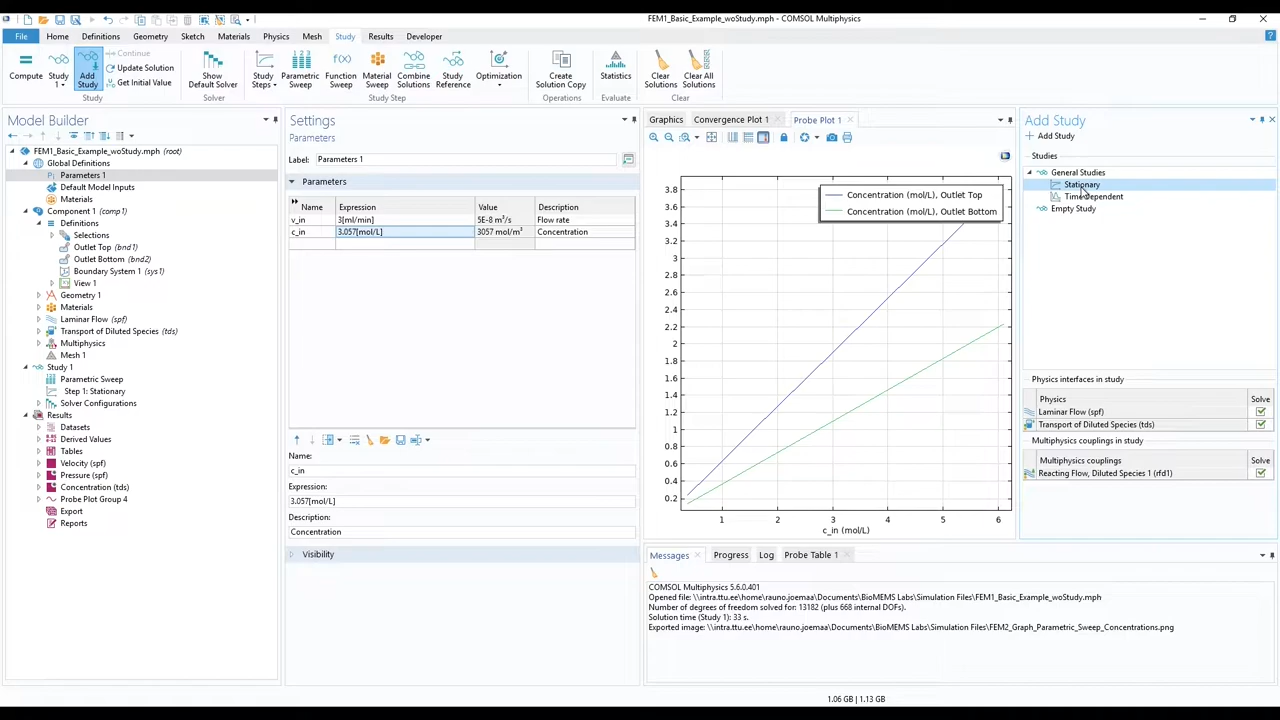 FEM1_Basic_Example_woStudy.mph - COMSOL Multiphysics
File Home Definitions Geometry Sketch Materials Physics Mesh Study Results Developer
Compute
Study 1
Add Study
Continue
Update Solution
Get Initial Value
Study
Show Default Solver
Solver
Study Steps
Parametric Sweep
Function Sweep
Material Sweep
Combine Solutions
Study Reference
Study Step
Optimization
Create Solution Copy
Operations
Statistics
Evaluate
Clear Solutions
Clear All Solutions
Clear
Model Builder
FEM1_Basic_Example_woStudy.mph (root)
Global Definitions
Parameters 1
Default Model Inputs
Materials
Component 1 (comp1)
Definitions
Selections
Outlet Top (bnd1)
Outlet Bottom (bnd2)
Boundary System 1 (sys1)
View 1
Geometry 1
Materials
Laminar Flow (spf)
Transport of Diluted Species (tds)
Multiphysics
Mesh 1
Study 1
Parametric Sweep
Step 1: Stationary
Solver Configurations
Results
Datasets
Derived Values
Tables
Velocity (spf)
Pressure (spf)
Concentration (tds)
Probe Plot Group 4
Export
Reports
Settings
Parameters
Label: Parameters 1
Parameters
Name Expression Value Description
v_in 3[ml/min] 5E-8 m³/s Flow rate
c_in 3.057[mol/L] 3057 mol/m³ Concentration
Name:
c_in
Expression:
3.057[mol/L]
Description:
Concentration
Visibility
Graphics Convergence Plot 1 Probe Plot 1
Concentration (mol/L), Outlet Top
Concentration (mol/L), Outlet Bottom
3.8
3.6
3.4
3.2
3
2.8
2.6
2.4
2.2
2
1.8
1.6
1.4
1.2
1
0.8
0.6
0.4
0.2
1 2 3 4 5 6
c_in (mol/L)
Messages Progress Log Probe Table 1
COMSOL Multiphysics 5.6.0.401
Opened file: \\intra.ttu.ee\home\rauno.joemaa\Documents\BioMEMS Labs\Simulation Files\FEM1_Basic_Example_woStudy.mph
Number of degrees of freedom solved for: 13182 (plus 668 internal DOFs).
Solution time (Study 1): 33 s.
Exported image: \\intra.ttu.ee\home\rauno.joemaa\Documents\BioMEMS Labs\Simulation Files\FEM2_Graph_Parametric_Sweep_Concentrations.png
Add Study
Add Study
Studies
General Studies
Stationary
Time Dependent
Empty Study
Physics interfaces in study
Physics Solve
Laminar Flow (spf)
Transport of Diluted Species (tds)
Multiphysics couplings in study
Multiphysics couplings Solve
Reacting Flow, Diluted Species 1 (rfd1)
1.06 GB | 1.13 GB